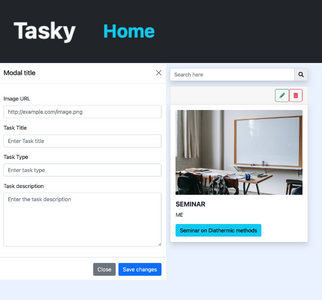 Tasky Home
Modal title
Image URL
http://example.com/image.png
Task Title
Enter Task title
Task Type
Enter task type
Task description
Enter the task description
Close Save changes
Search here
SEMINAR
ME
Seminar on Diathermic methods